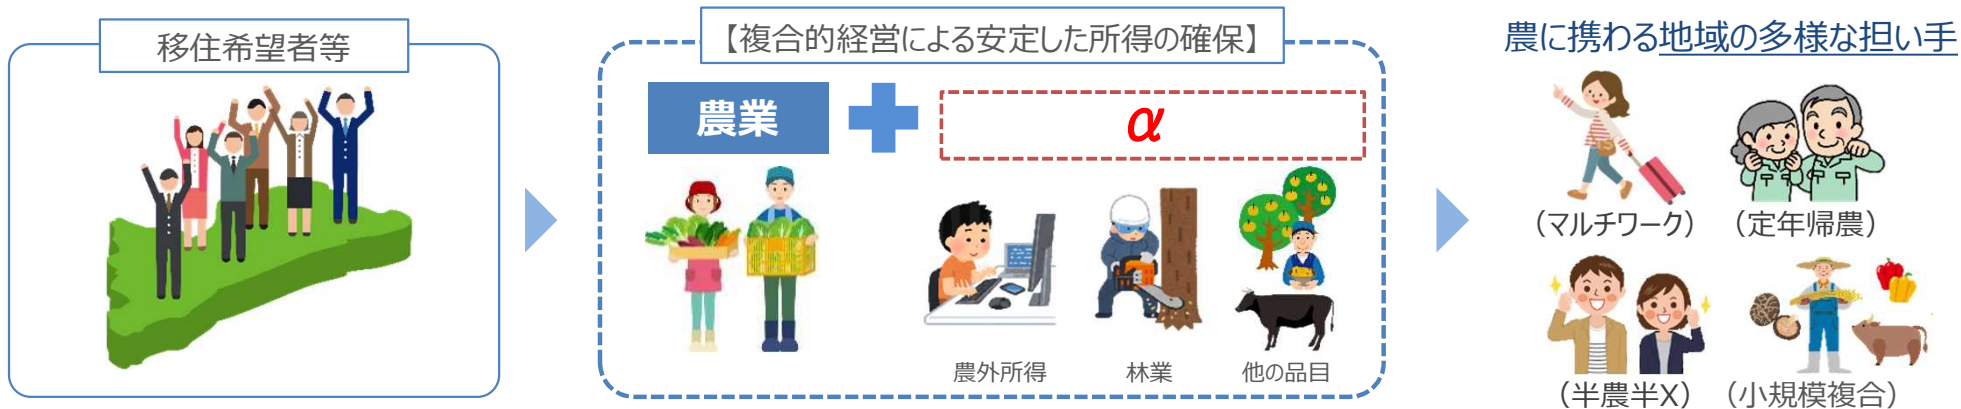 移住希望者等
【複合的経営による安定した所得の確保】
農業
α
農外所得
林業
他の品目
農に携わる地域の多様な担い手
（マルチワーク）
（定年帰農）
（半農半X）
（小規模複合）